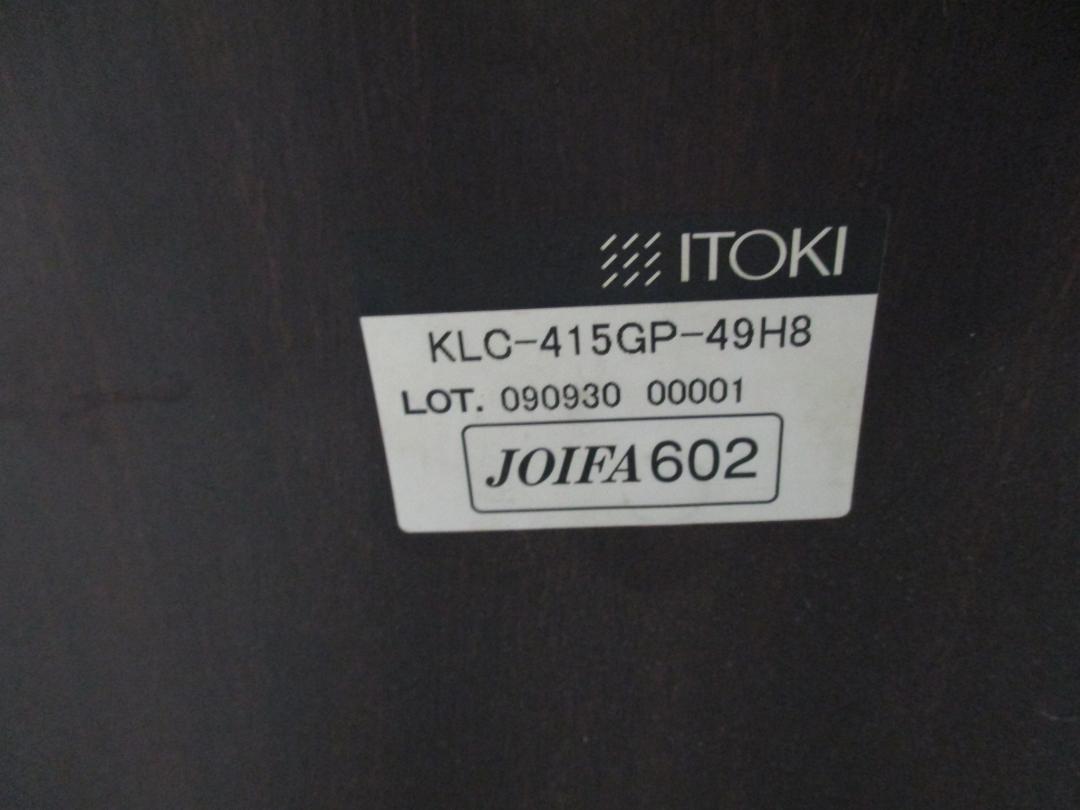 ITOKI
KLC-415GP-49H8
LOT. 090930 00001
JOIFA 602